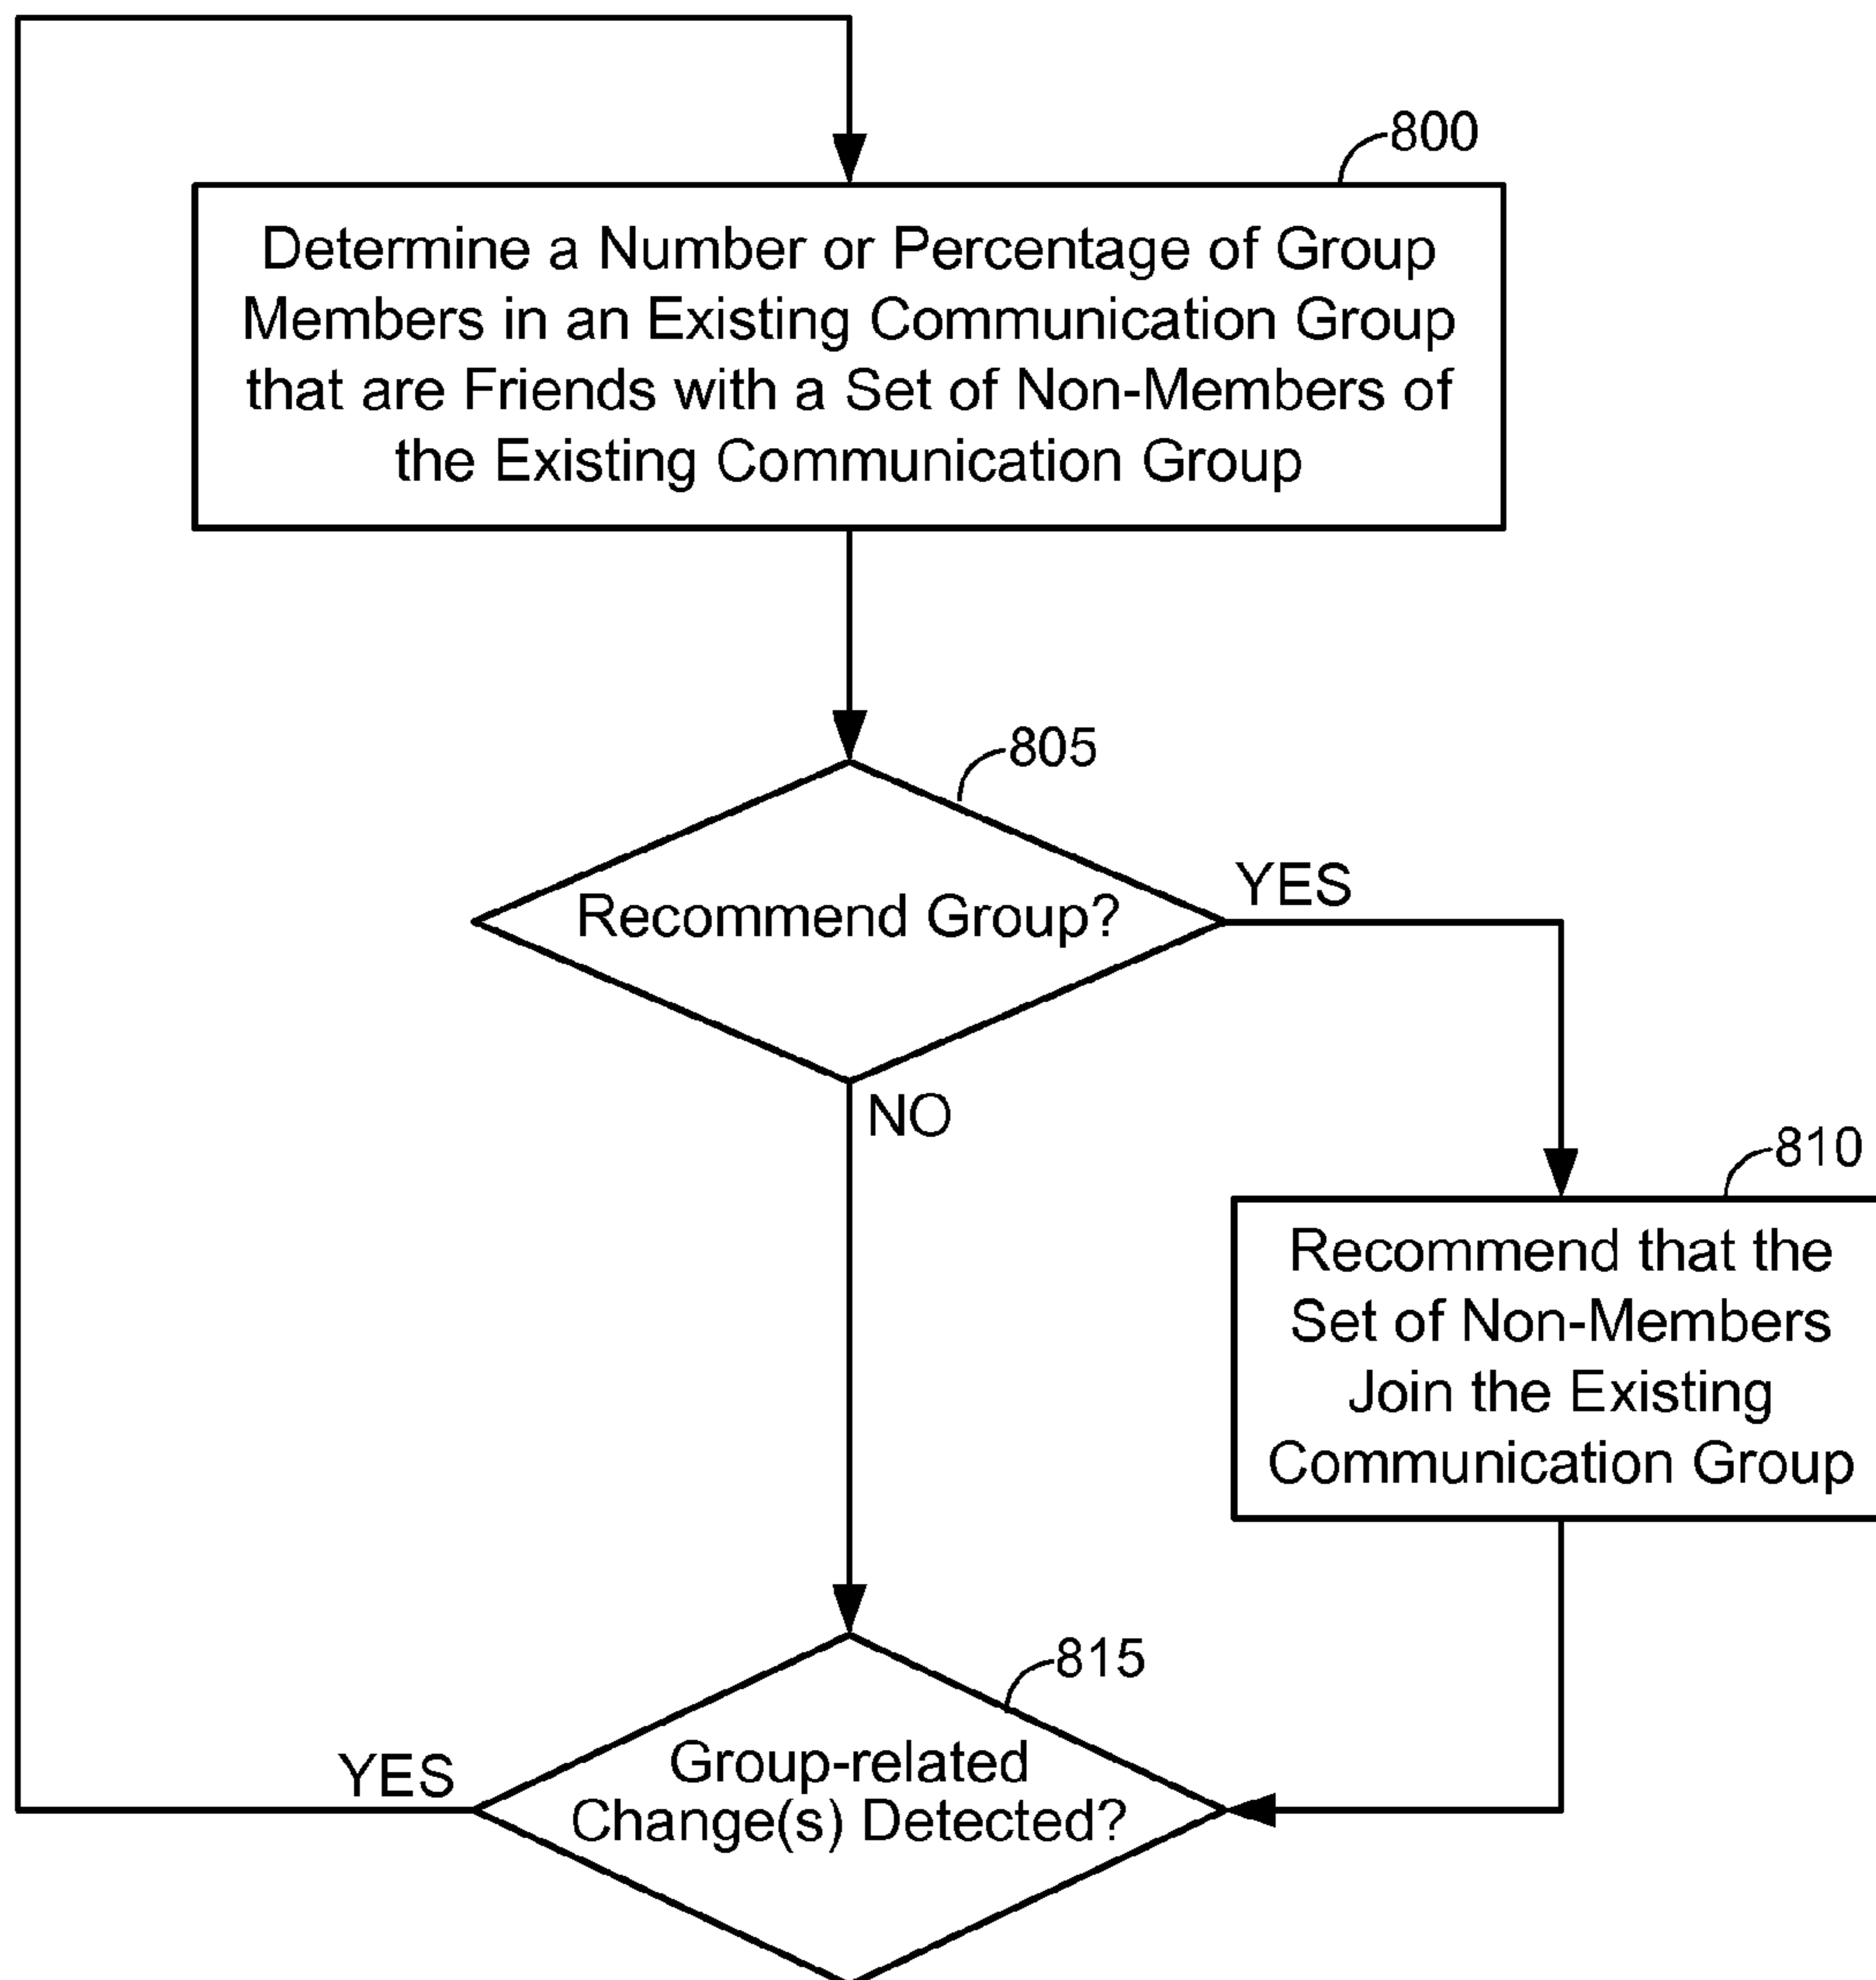 800
Determine a Number or Percentage of Group
Members in an Existing Communication Group
that are Friends with a Set of Non-Members of
the Existing Communication Group
805
Recommend Group?
YES
NO
810
Recommend that the
Set of Non-Members
Join the Existing
Communication Group
815
Group-related
Change(s) Detected?
YES